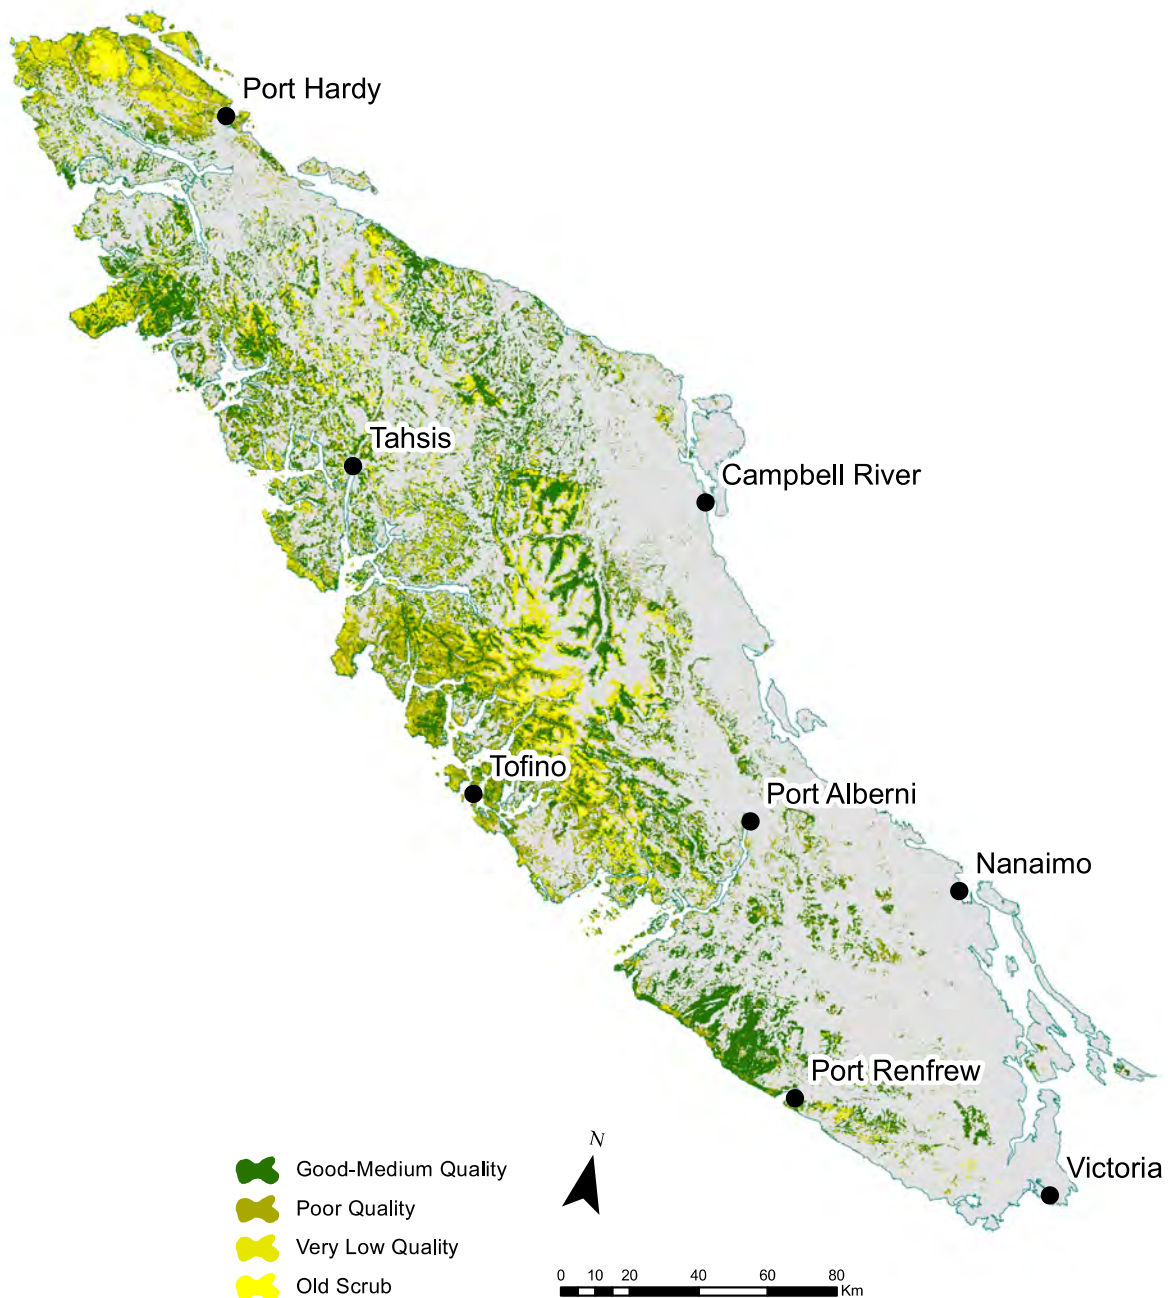 Port Hardy
Tahsis
Campbell River
Tofino
Port Alberni
Nanaimo
Port Renfrew
Victoria
N
Good-Medium Quality
Poor Quality
Very Low Quality
Old Scrub
0 10 20 40 60 80
Km